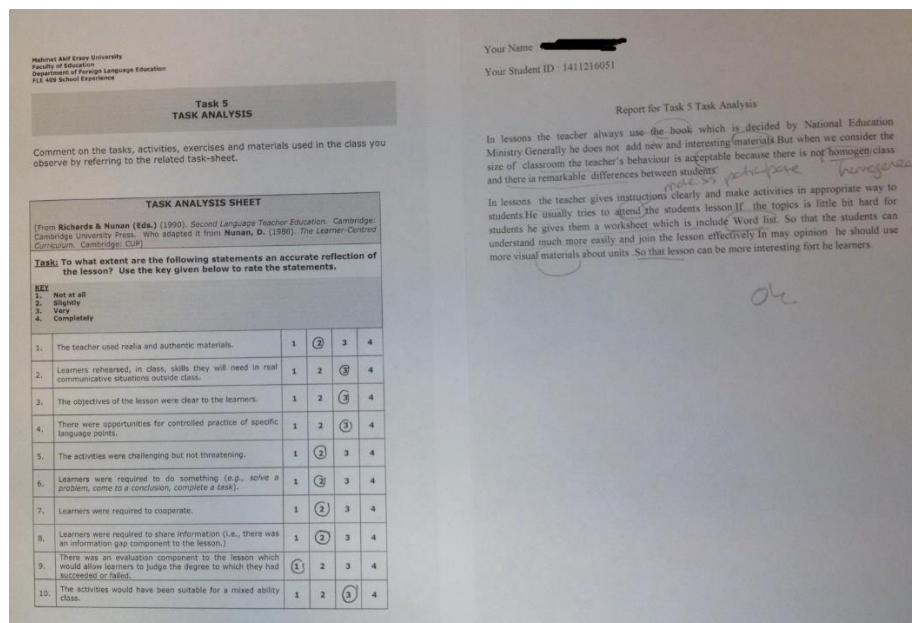 Mehmet Akif Ersoy University
Faculty of Education
Department of Foreign Language Education
FLE 409 School Experience
Task 5
TASK ANALYSIS
Comment on the tasks, activities, exercises and materials used in the class you
observe by referring to the related task-sheet.
TASK ANALYSIS SHEET
[From Richards & Nunan (Eds.) (1990). Second Language Teacher Education. Cambridge:
Cambridge University Press. Who adapted it from Nunan, D. (1988). The Learner-Centred
Curriculum. Cambridge: CUP]
Task: To what extent are the following statements an accurate reflection of
the lesson? Use the key given below to rate the statements.
KEY
1. Not at all
2. Slightly
3. Very
4. Completely
1. The teacher used realia and authentic materials. 1 2 3 4
2. Learners rehearsed, in class, skills they will need in real
communicative situations outside class. 1 2 3 4
3. The objectives of the lesson were clear to the learners. 1 2 3 4
4. There were opportunities for controlled practice of specific
language points. 1 2 3 4
5. The activities were challenging but not threatening. 1 2 3 4
6. Learners were required to do something (e.g., solve a
problem, come to a conclusion, complete a task). 1 2 3 4
7. Learners were required to cooperate. 1 2 3 4
8. Learners were required to share information (i.e., there was
an information gap component to the lesson.) 1 2 3 4
9. There was an evaluation component to the lesson which
would allow learners to judge the degree to which they had
succeeded or failed. 1 2 3 4
10. The activities would have been suitable for a mixed ability
class. 1 2 3 4
Your Name :
Your Student ID : 1411216051
Report for Task 5 Task Analysis
In lessons the teacher always use the book which is decided by National Education
Ministry Generally he does not add new and interesting materials But when we consider the
size of classroom the teacher's behaviour is acceptable because there is not homogen class
and there is remarkable differences between students
participate
In lessons the teacher gives instructions clearly and make activities in appropriate way to
students He usually tries to attend the students lesson If the topics is little bit hard for
students he gives them a worksheet which is include Word list. So that the students can
understand much more easily and join the lesson effectively In may opinion he should use
more visual materials about units So that lesson can be more interesting fort he learners
Ok